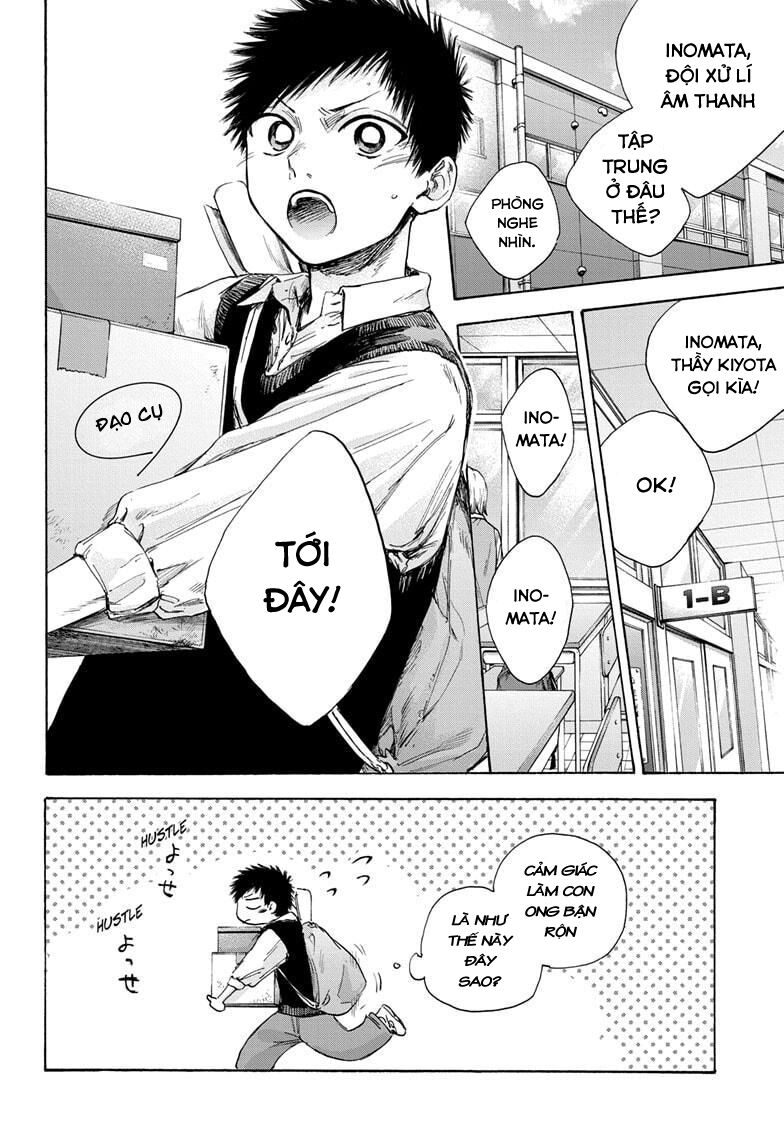 INOMATA,
ĐỘI XỬ LÍ
ÂM THANH
TẬP
TRUNG
Ở ĐÂU
THẾ?
PHÒNG
NGHE
NHÌN.
INOMATA,
THẦY KIYOTA
GỌI KÌA!
OK!
1-B
INO-
MATA!
INO-
MATA!
ĐẠO CỤ
TỚI
ĐÂY!
CẢM GIÁC
LÀM CON
ONG BẬN
RỘN
LÀ NHƯ
THẾ NÀY
ĐÂY
SAO?
HUSTLE
よっせ
HUSTLE
よっせ